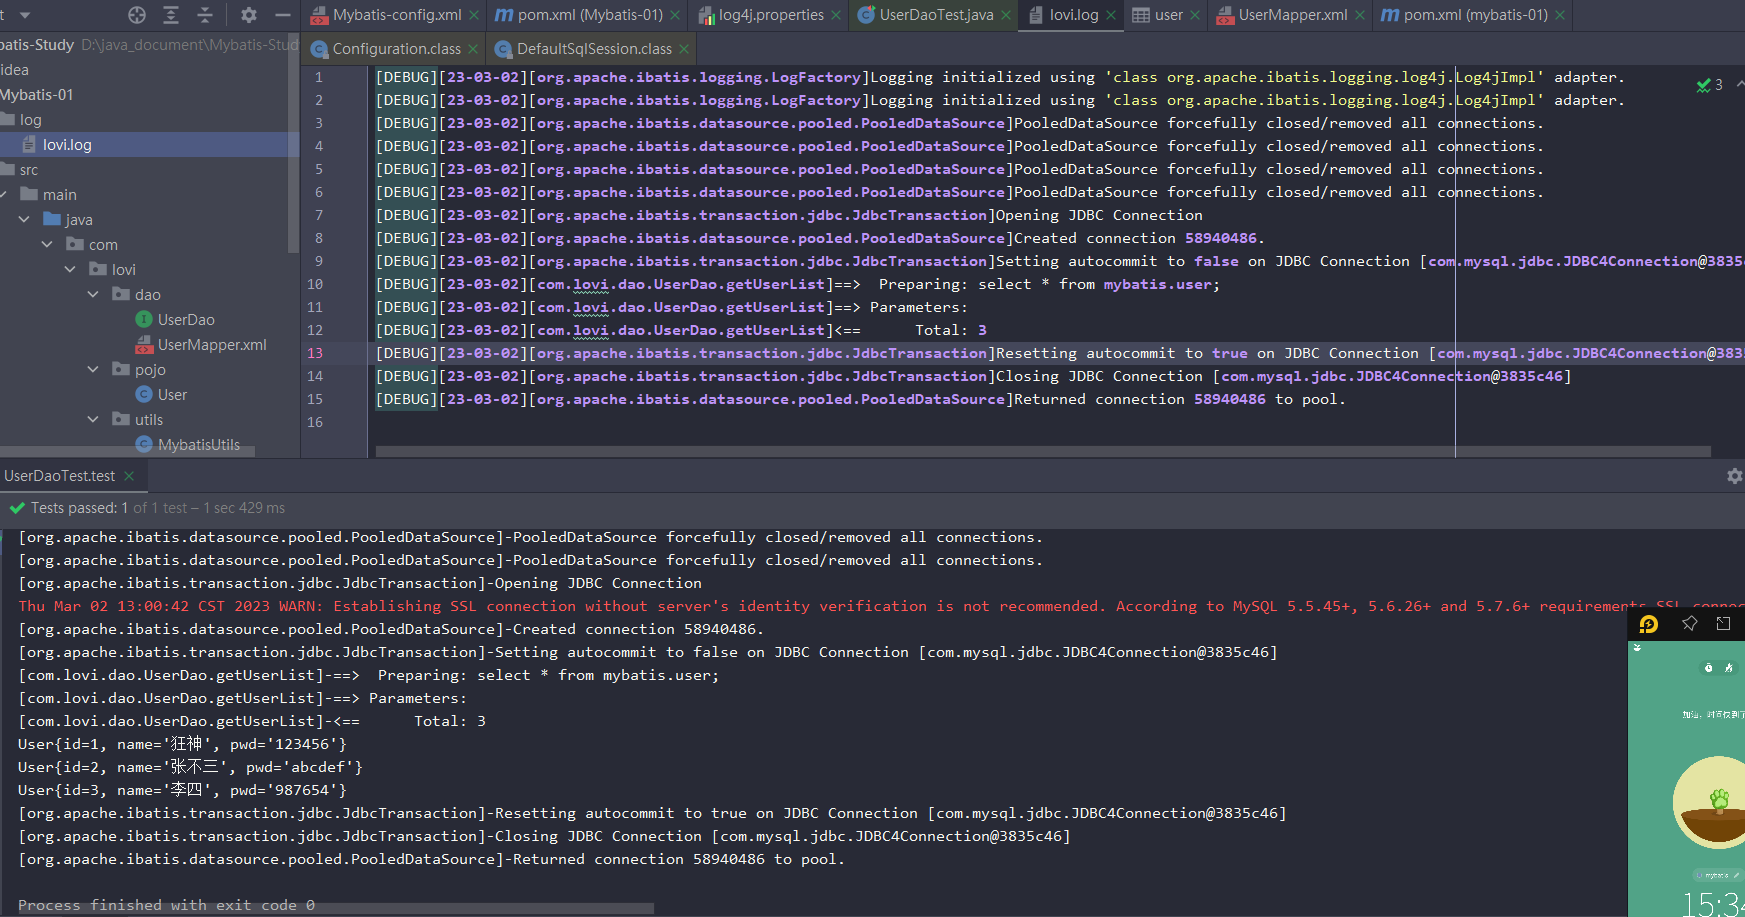 Mybatis-config.xml pom.xml (Mybatis-01) log4j.properties UserDaoTest.java lovi.log user UserMapper.xml pom.xml (mybatis-01)
batis-Study D:\java_document\Mybatis-Stud
Configuration.class DefaultSqlSession.class
idea
Mybatis-01
log
lovi.log
src
main
java
com
lovi
dao
UserDao
UserMapper.xml
pojo
User
utils
MybatisUtils
3
1 [DEBUG][23-03-02][org.apache.ibatis.logging.LogFactory]Logging initialized using 'class org.apache.ibatis.logging.log4j.Log4jImpl' adapter.
2 [DEBUG][23-03-02][org.apache.ibatis.logging.LogFactory]Logging initialized using 'class org.apache.ibatis.logging.log4j.Log4jImpl' adapter.
3 [DEBUG][23-03-02][org.apache.ibatis.datasource.pooled.PooledDataSource]PooledDataSource forcefully closed/removed all connections.
4 [DEBUG][23-03-02][org.apache.ibatis.datasource.pooled.PooledDataSource]PooledDataSource forcefully closed/removed all connections.
5 [DEBUG][23-03-02][org.apache.ibatis.datasource.pooled.PooledDataSource]PooledDataSource forcefully closed/removed all connections.
6 [DEBUG][23-03-02][org.apache.ibatis.datasource.pooled.PooledDataSource]PooledDataSource forcefully closed/removed all connections.
7 [DEBUG][23-03-02][org.apache.ibatis.transaction.jdbc.JdbcTransaction]Opening JDBC Connection
8 [DEBUG][23-03-02][org.apache.ibatis.datasource.pooled.PooledDataSource]Created connection 58940486.
9 [DEBUG][23-03-02][org.apache.ibatis.transaction.jdbc.JdbcTransaction]Setting autocommit to false on JDBC Connection [com.mysql.jdbc.JDBC4Connection@3835c
10 [DEBUG][23-03-02][com.lovi.dao.UserDao.getUserList]==>  Preparing: select * from mybatis.user;
11 [DEBUG][23-03-02][com.lovi.dao.UserDao.getUserList]==> Parameters:
12 [DEBUG][23-03-02][com.lovi.dao.UserDao.getUserList]<==      Total: 3
13 [DEBUG][23-03-02][org.apache.ibatis.transaction.jdbc.JdbcTransaction]Resetting autocommit to true on JDBC Connection [com.mysql.jdbc.JDBC4Connection@383
14 [DEBUG][23-03-02][org.apache.ibatis.transaction.jdbc.JdbcTransaction]Closing JDBC Connection [com.mysql.jdbc.JDBC4Connection@3835c46]
15 [DEBUG][23-03-02][org.apache.ibatis.datasource.pooled.PooledDataSource]Returned connection 58940486 to pool.
16
UserDaoTest.test
Tests passed: 1 of 1 test – 1 sec 429 ms
[org.apache.ibatis.datasource.pooled.PooledDataSource]-PooledDataSource forcefully closed/removed all connections.
[org.apache.ibatis.datasource.pooled.PooledDataSource]-PooledDataSource forcefully closed/removed all connections.
[org.apache.ibatis.transaction.jdbc.JdbcTransaction]-Opening JDBC Connection
Thu Mar 02 13:00:42 CST 2023 WARN: Establishing SSL connection without server's identity verification is not recommended. According to MySQL 5.5.45+, 5.6.26+ and 5.7.6+ requirements SSL connec
[org.apache.ibatis.datasource.pooled.PooledDataSource]-Created connection 58940486.
[org.apache.ibatis.transaction.jdbc.JdbcTransaction]-Setting autocommit to false on JDBC Connection [com.mysql.jdbc.JDBC4Connection@3835c46]
[com.lovi.dao.UserDao.getUserList]-==>  Preparing: select * from mybatis.user;
[com.lovi.dao.UserDao.getUserList]-==> Parameters:
[com.lovi.dao.UserDao.getUserList]-<==      Total: 3
User{id=1, name='狂神', pwd='123456'}
User{id=2, name='张不三', pwd='abcdef'}
User{id=3, name='李四', pwd='987654'}
[org.apache.ibatis.transaction.jdbc.JdbcTransaction]-Resetting autocommit to true on JDBC Connection [com.mysql.jdbc.JDBC4Connection@3835c46]
[org.apache.ibatis.transaction.jdbc.JdbcTransaction]-Closing JDBC Connection [com.mysql.jdbc.JDBC4Connection@3835c46]
[org.apache.ibatis.datasource.pooled.PooledDataSource]-Returned connection 58940486 to pool.
Process finished with exit code 0
mybatis
15:34